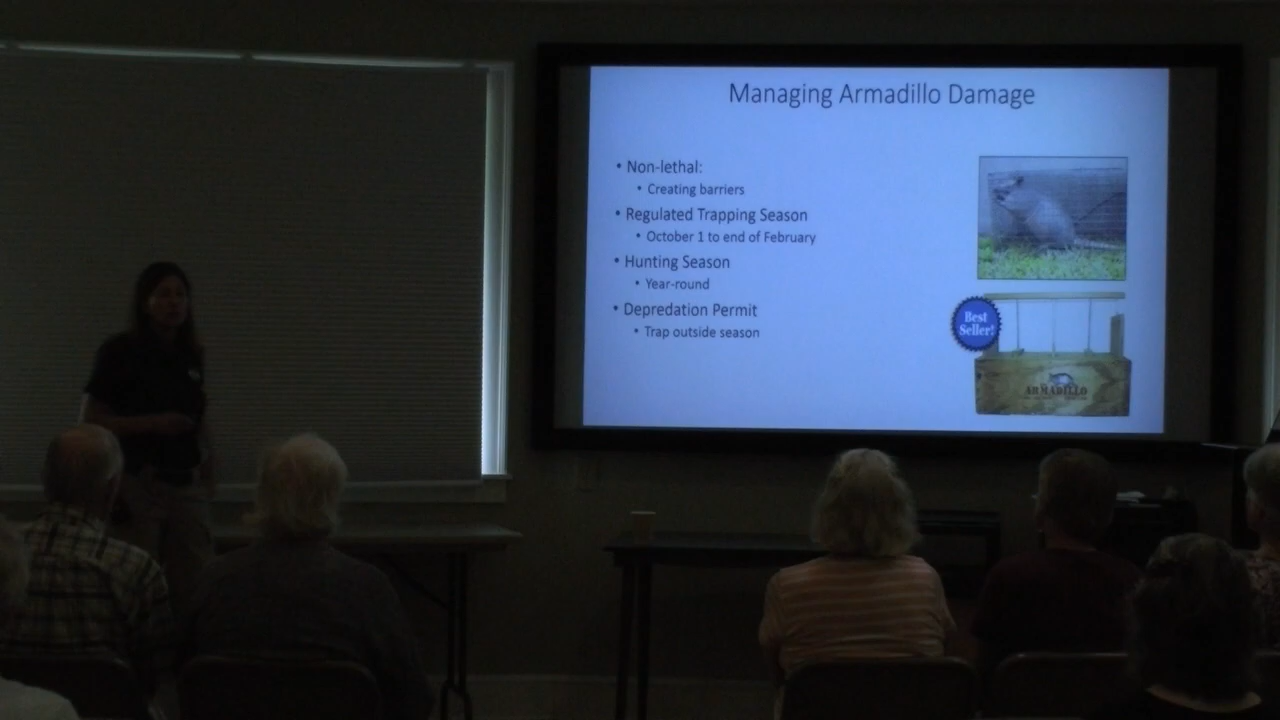 Managing Armadillo Damage
• Non-lethal:
• Creating barriers
• Regulated Trapping Season
• October 1 to end of February
• Hunting Season
• Year-round
• Depredation Permit
• Trap outside season
Best
Seller!
ARMADILLO